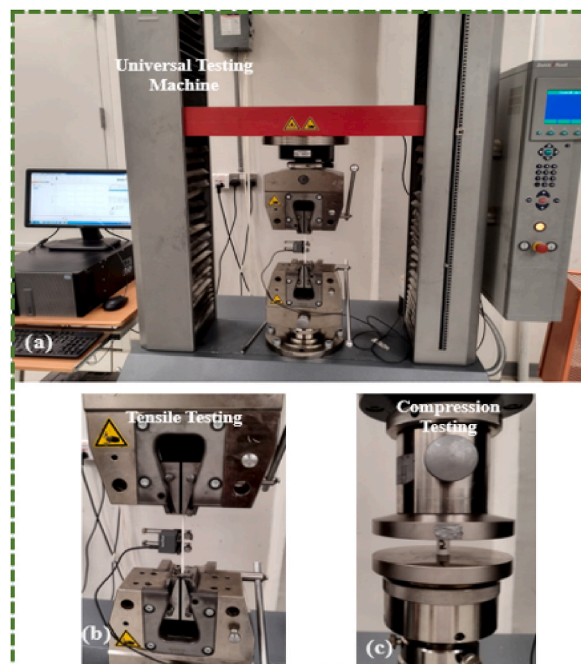 Universal Testing
Machine
(a)
Tensile Testing
(b)
Compression
Testing
(c)